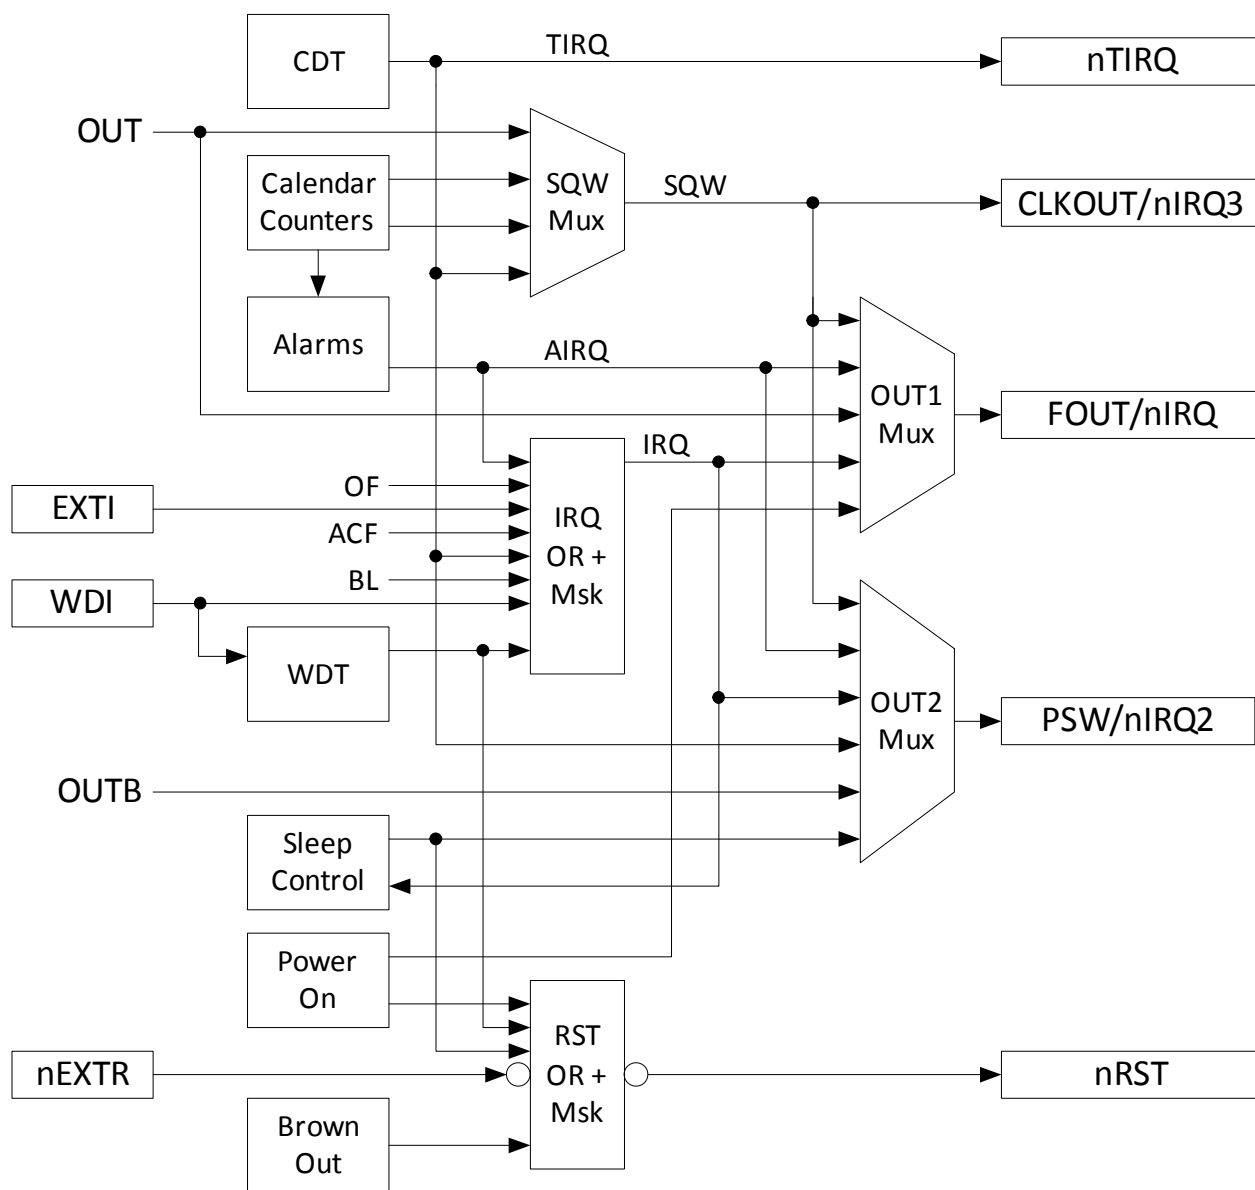 CDT
TIRQ
nTIRQ
OUT
Calendar
Counters
SQW
Mux
SQW
CLKOUT/nIRQ3
Alarms
AIRQ
OUT1
Mux
FOUT/nIRQ
IRQ
OF
EXTI
ACF
BL
IRQ
OR +
Msk
WDI
WDT
OUT2
Mux
PSW/nIRQ2
OUTB
Sleep
Control
Power
On
RST
OR +
Msk
nEXTR
nRST
Brown
Out